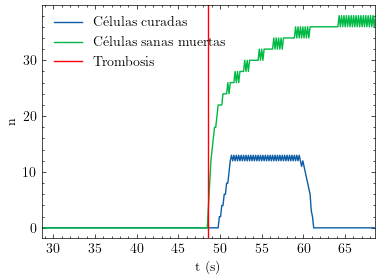 Células curadas
Células sanas muertas
Trombosis
n
30
20
10
0
30 35 40 45 50 55 60 65
t (s)